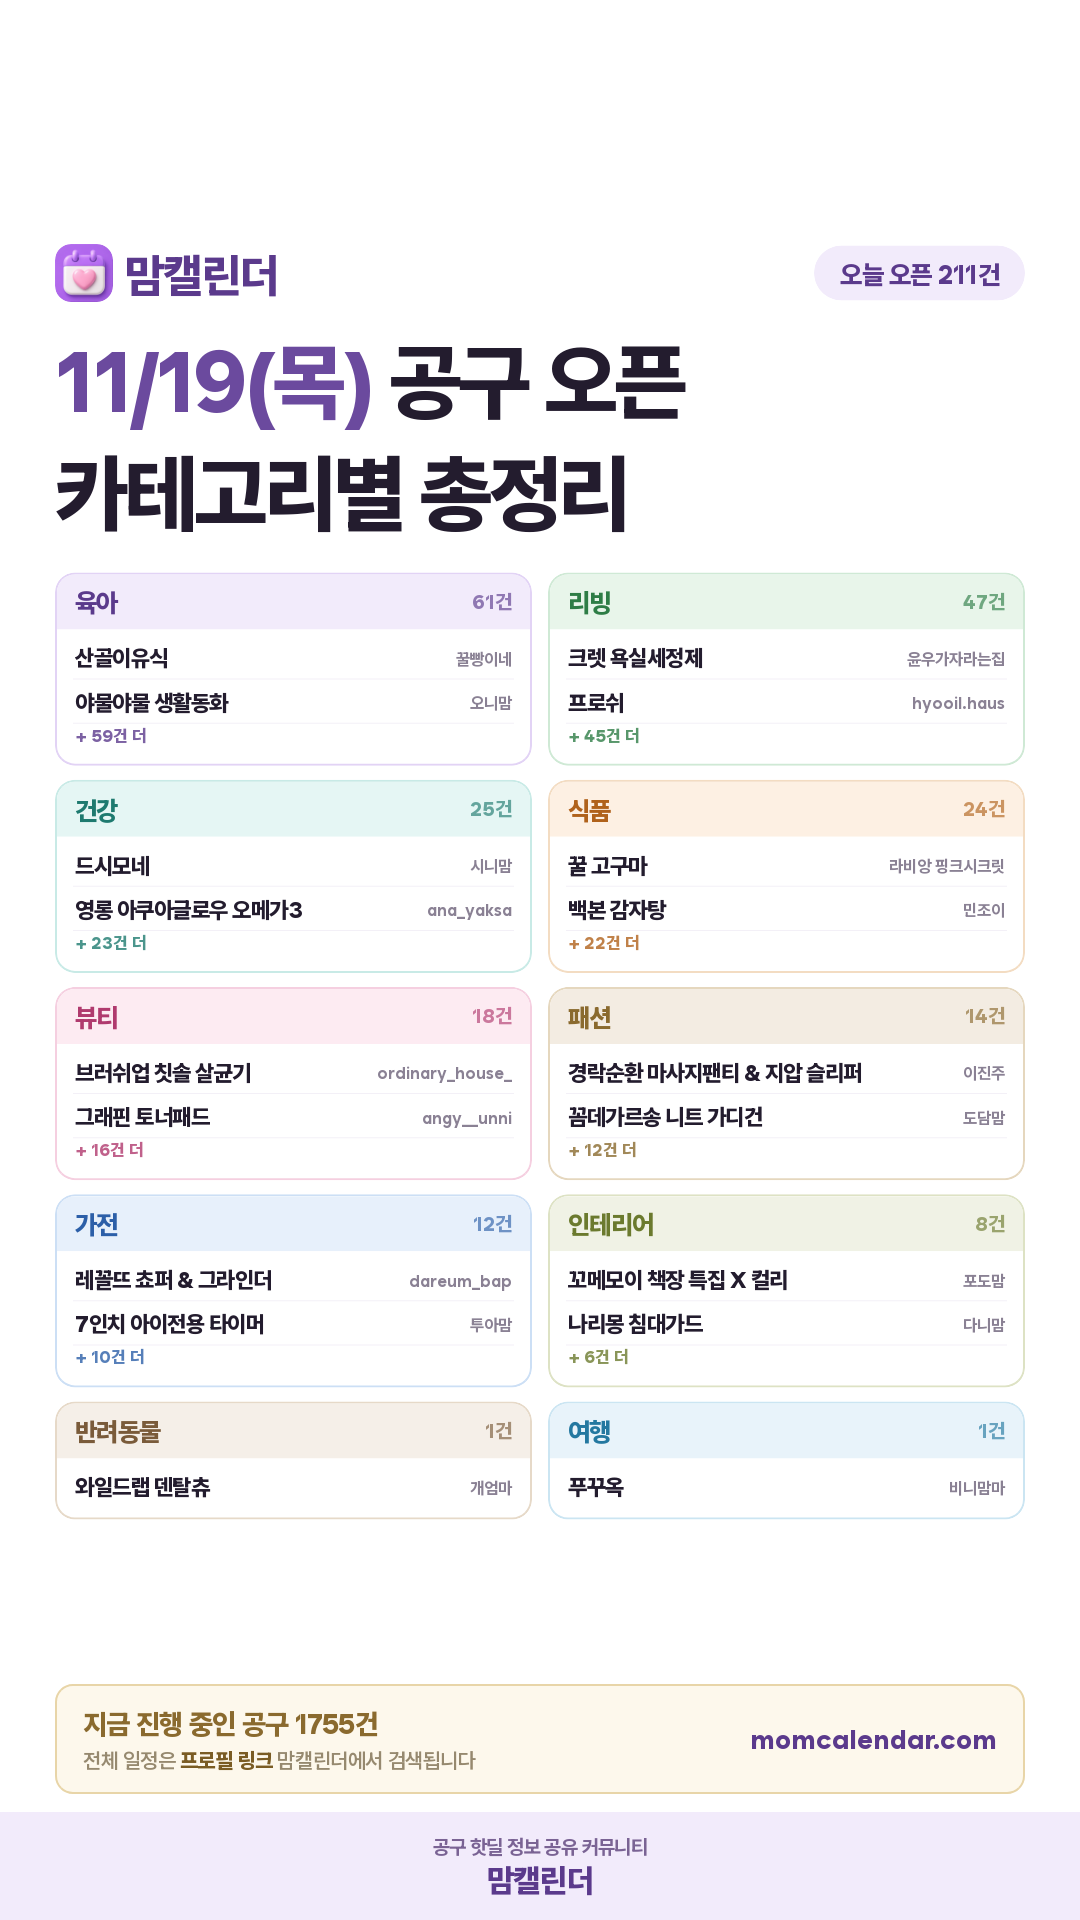 맘캘린더
오늘 오픈 211건
11/19(목) 공구 오픈
카테고리별 총정리
육아 61건
산골이유식 꿀빵이네
야물야물 생활동화 오니맘
+ 59건 더
리빙 47건
크렛 욕실세정제 윤우가자라는집
프로쉬 hyooil.haus
+ 45건 더
건강 25건
드시모네 시니맘
영롱 아쿠아글로우 오메가3 ana_yaksa
+ 23건 더
식품 24건
꿀 고구마 라비앙 핑크시크릿
백본 감자탕 민조이
+ 22건 더
뷰티 18건
브러쉬업 칫솔 살균기 ordinary_house_
그래핀 토너패드 angy__unni
+ 16건 더
패션 14건
경락순환 마사지팬티 & 지압 슬리퍼 이진주
꼼데가르송 니트 가디건 도담맘
+ 12건 더
가전 12건
레꼴뜨 쵸퍼 & 그라인더 dareum_bap
7인치 아이전용 타이머 투아맘
+ 10건 더
인테리어 8건
꼬메모이 책장 특집 X 컬리 포도맘
나리몽 침대가드 다니맘
+ 6건 더
반려동물 1건
와일드랩 덴탈츄 개엄마
여행 1건
푸꾸옥 비니맘마
지금 진행 중인 공구 1755건
전체 일정은 프로필 링크 맘캘린더에서 검색됩니다
momcalendar.com
공구 핫딜 정보 공유 커뮤니티
맘캘린더